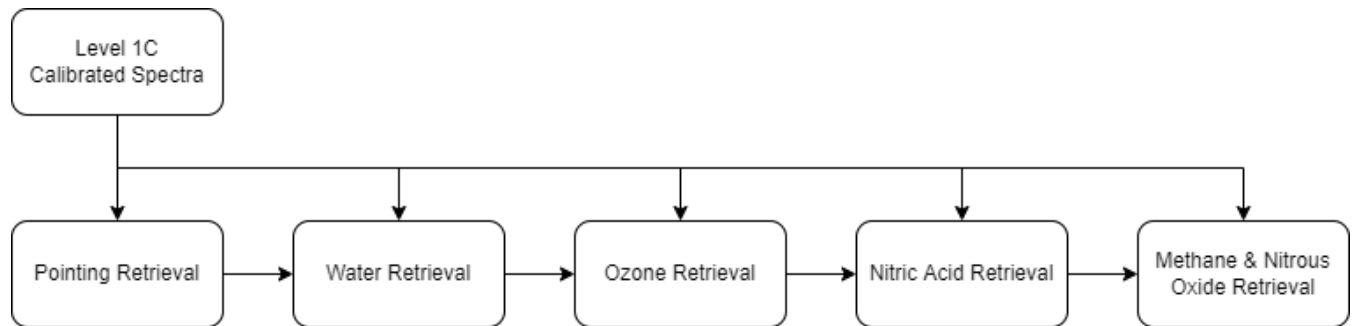 Level 1C
Calibrated Spectra
Pointing Retrieval
Water Retrieval
Ozone Retrieval
Nitric Acid Retrieval
Methane & Nitrous
Oxide Retrieval